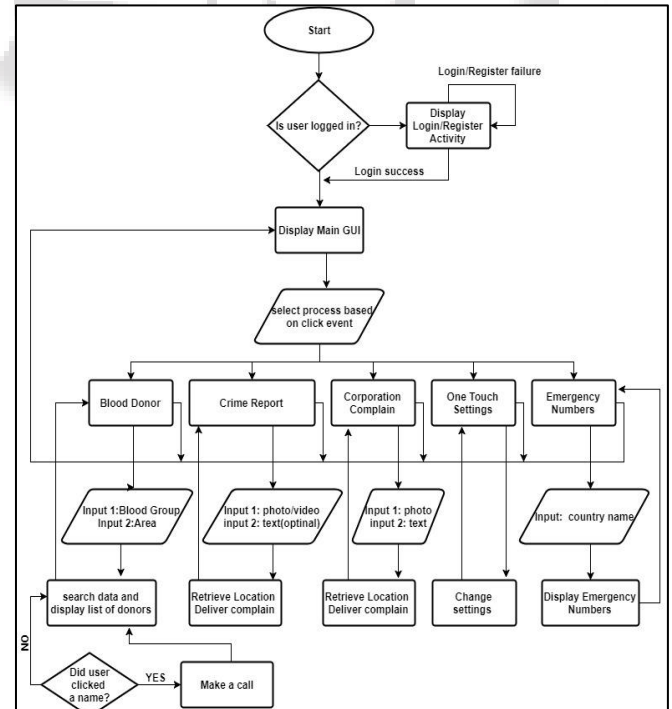 Start
Login/Register failure
Is user logged in?
Display
Login/Register
Activity
Login success
Display Main GUI
select process based
on click event
Blood Donor
Crime Report
Corporation
Complain
One Touch
Settings
Emergency
Numbers
Input 1:Blood Group
Input 2:Area
Input 1: photo/video
input 2: text(optinal)
Input 1: photo
input 2: text
Input: country name
search data and
display list of donors
Retrieve Location
Deliver complain
Retrieve Location
Deliver complain
Change
settings
Display Emergency
Numbers
NO
Did user
clicked
a name?
YES
Make a call